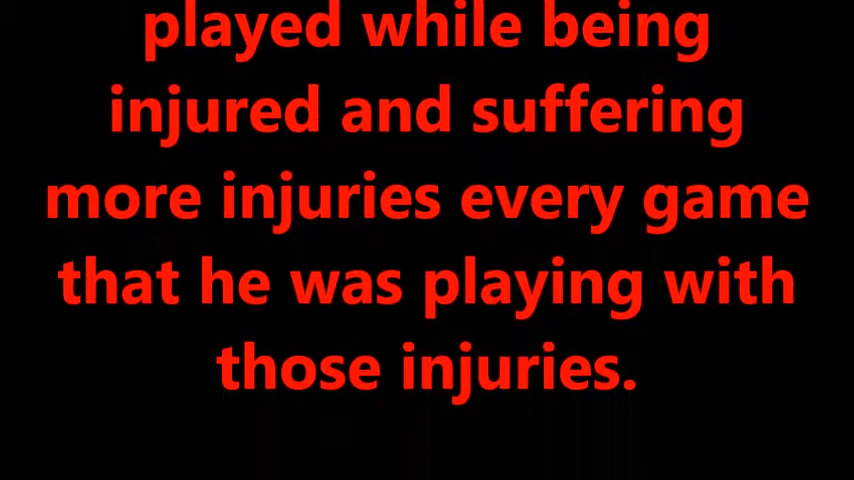 played while being
injured and suffering
more injuries every game
that he was playing with
those injuries.